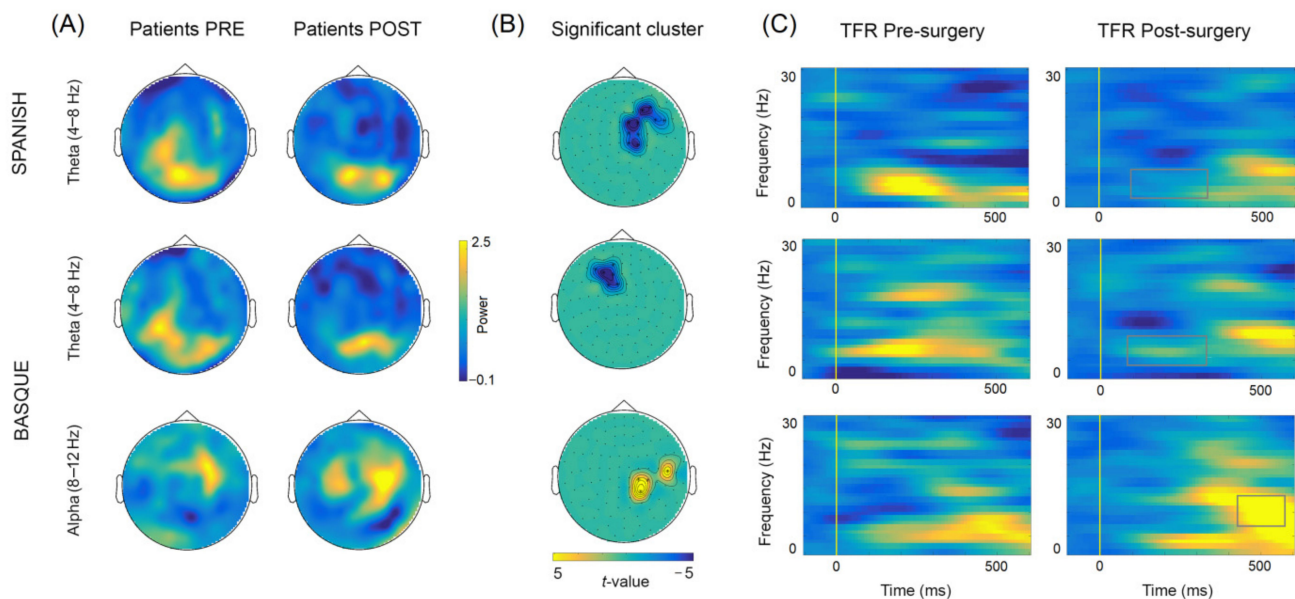 (A)
Patients PRE
Patients POST
(B)
Significant cluster
(C)
TFR Pre-surgery
TFR Post-surgery
SPANISH
Theta (4–8 Hz)
BASQUE
Theta (4–8 Hz)
Alpha (8–12 Hz)
2.5
Power
−0.1
5
−5
t-value
Frequency (Hz)
30
0
0
500
30
0
0
500
Frequency (Hz)
30
0
0
500
30
0
0
500
Frequency (Hz)
30
0
0
500
Time (ms)
30
0
0
500
Time (ms)